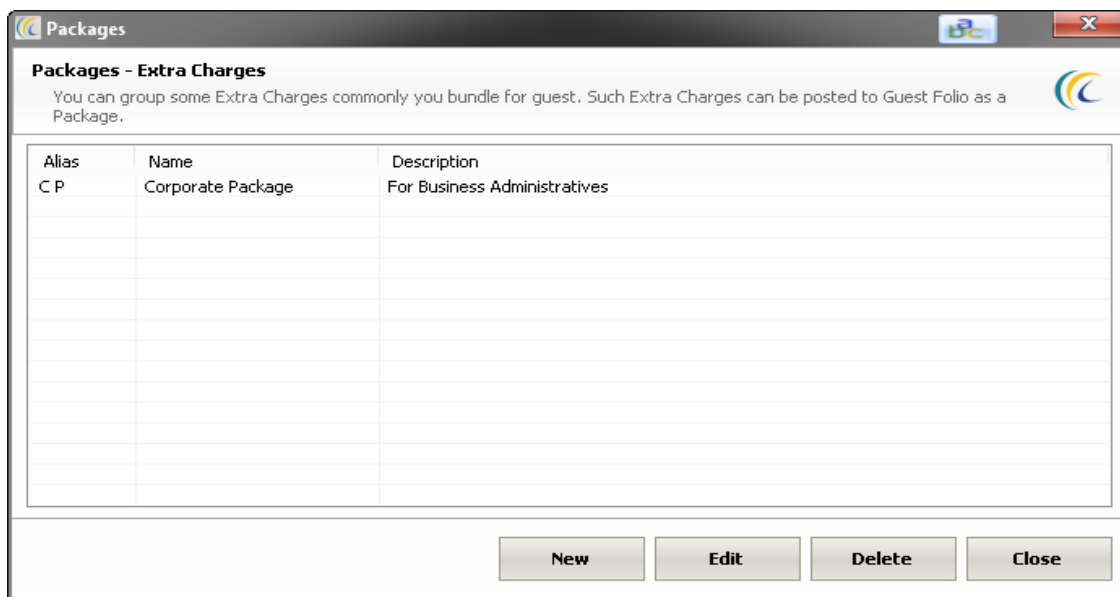 Packages
abc
X
Packages - Extra Charges
You can group some Extra Charges commonly you bundle for guest. Such Extra Charges can be posted to Guest Folio as a
Package.
Alias Name Description
C P Corporate Package For Business Administratives
New Edit Delete Close